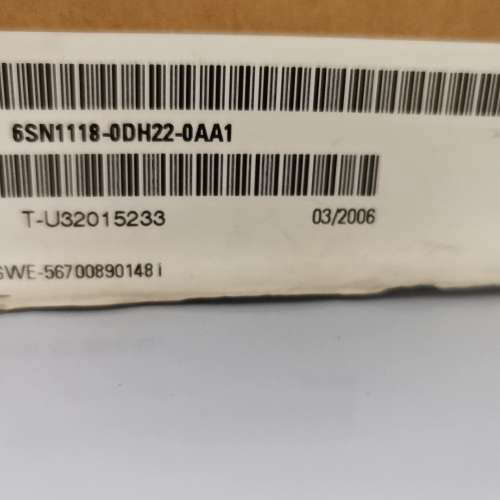 6SN1118-0DH22-0AA1
T-U32015233 03/2006
SWE-56700890148 i